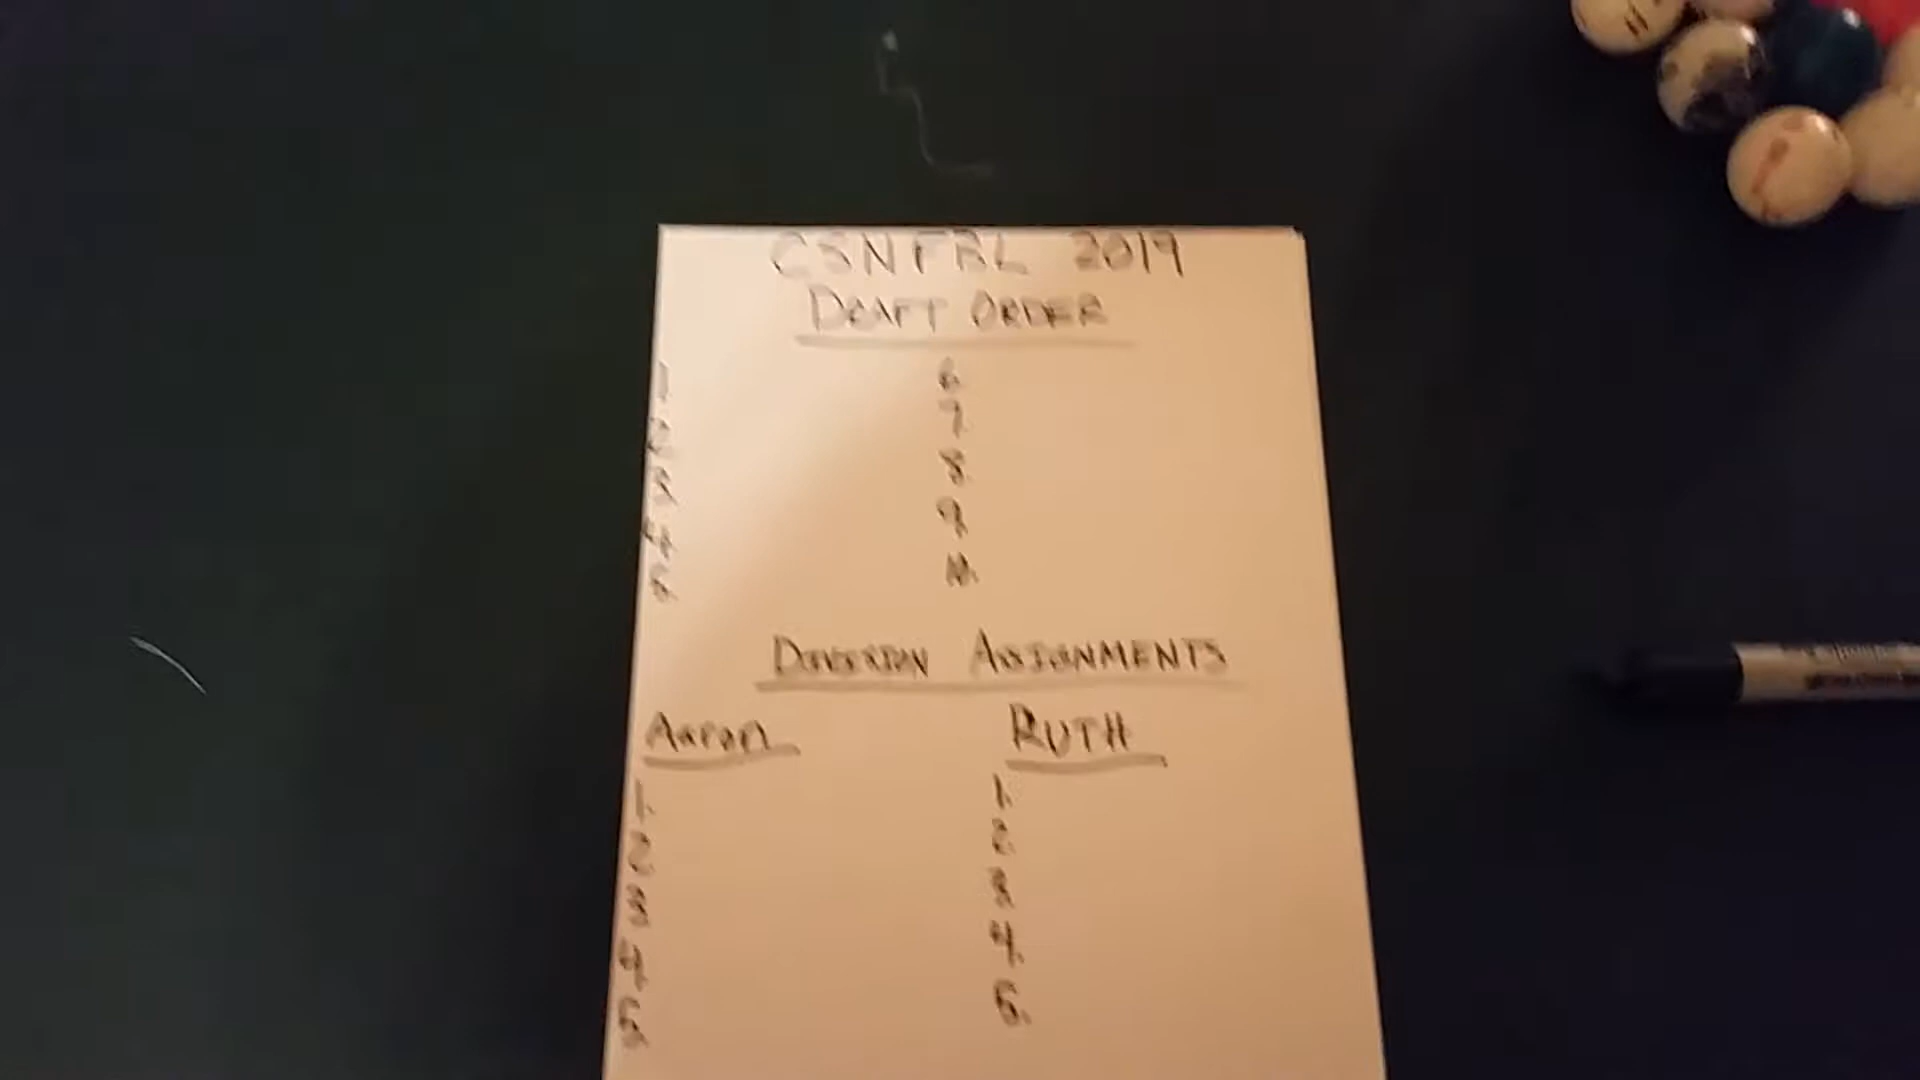 CSNFBL 2019
DRAFT ORDER
1 6.
2 7.
3 8.
4 9.
5. 10.
DIVISION ASSIGNMENTS
Aaron RUTH
1. 1.
2 2.
3 3
4 4.
5. 5.